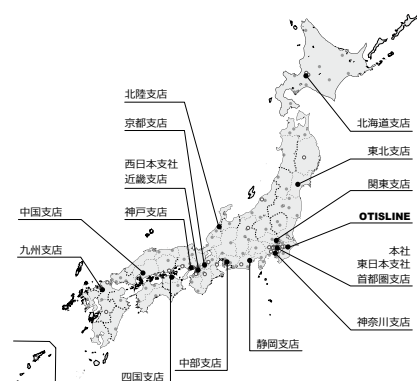 北陸支店
京都支店
西日本支社
近畿支店
神戸支店
中国支店
九州支店
四国支店
中部支店
静岡支店
北海道支店
東北支店
関東支店
OTISLINE
本社
東日本支社
首都圏支店
神奈川支店